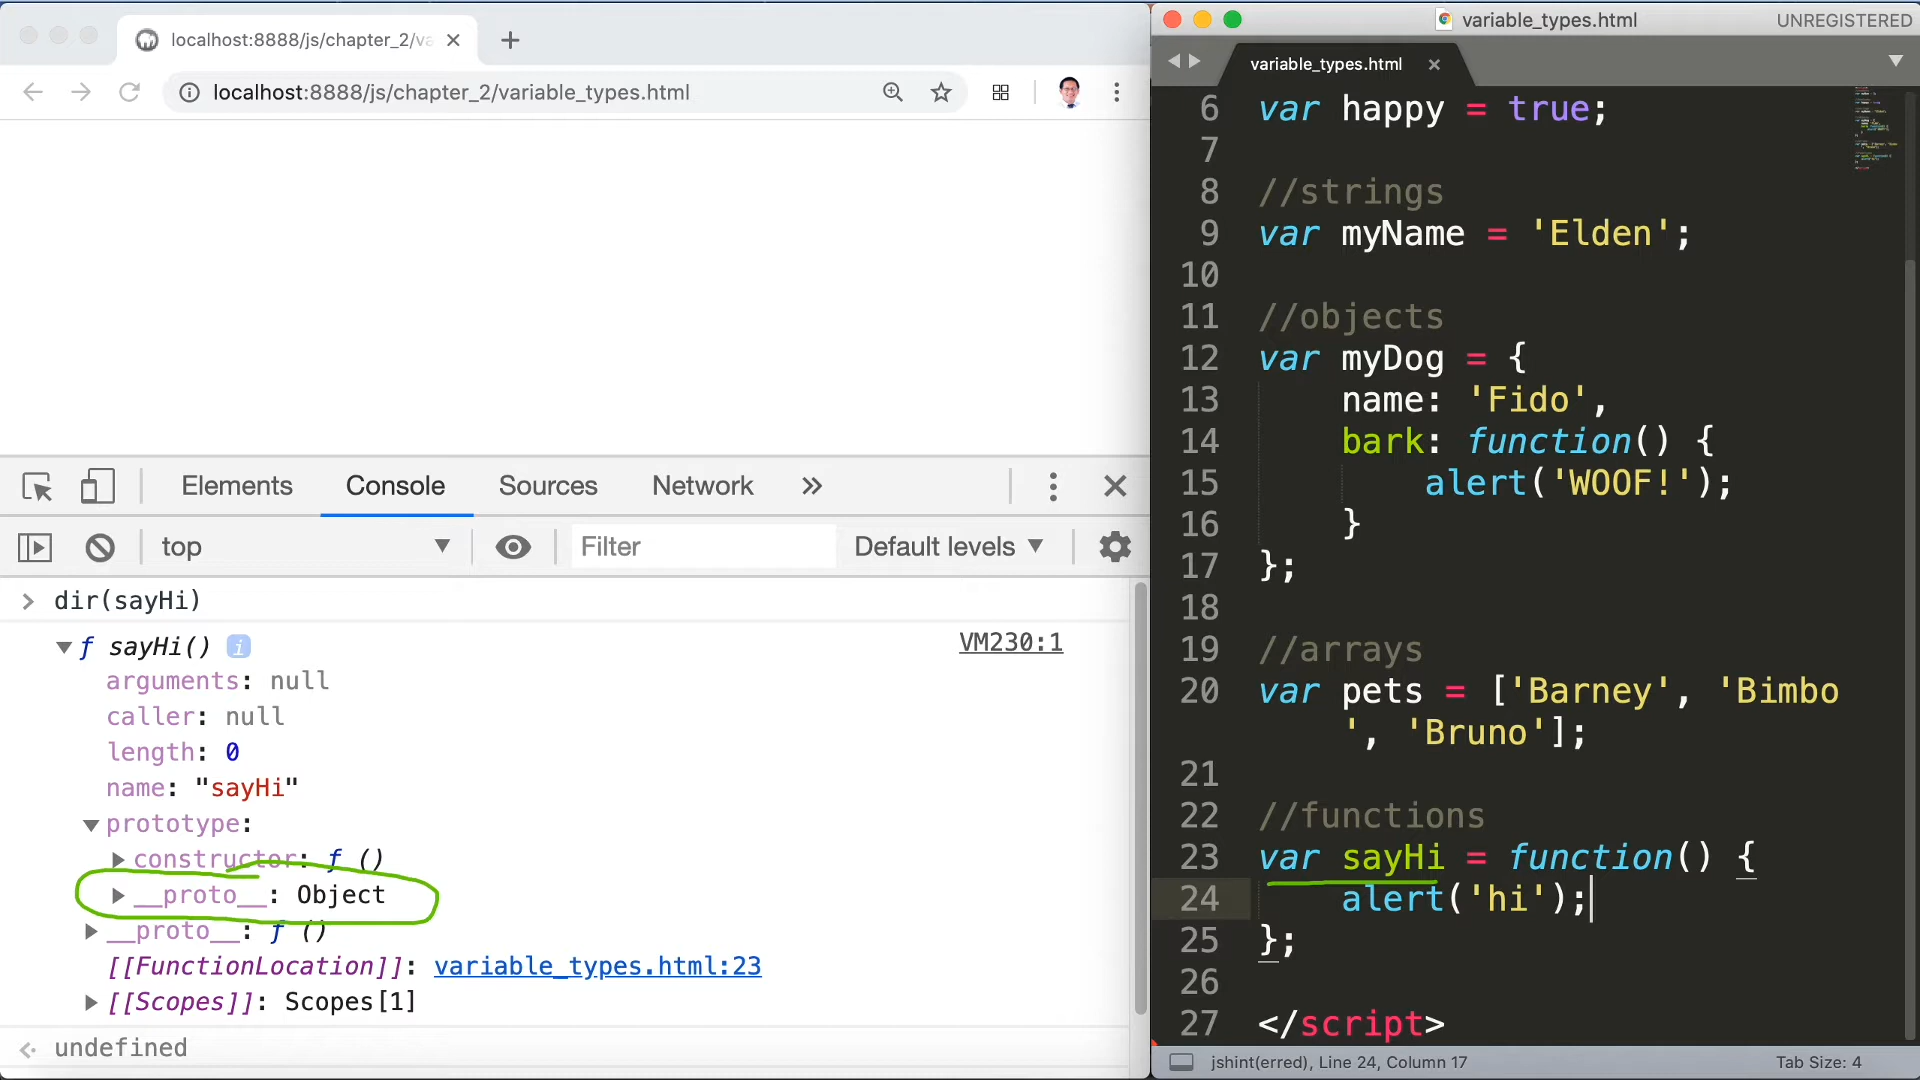 localhost:8888/js/chapter_2/va
localhost:8888/js/chapter_2/variable_types.html
Elements
Console
Sources
Network
top
Filter
Default levels
dir(sayHi)
ƒ sayHi()
VM230:1
arguments: null
caller: null
length: 0
name: "sayHi"
prototype:
constructor: ƒ ()
__proto__: Object
__proto__: ƒ ()
[[FunctionLocation]]: variable_types.html:23
[[Scopes]]: Scopes[1]
undefined
variable_types.html
UNREGISTERED
variable_types.html
6 var happy = true;
7
8 //strings
9 var myName = 'Elden';
10
11 //objects
12 var myDog = {
13 name: 'Fido',
14 bark: function() {
15 alert('WOOF!');
16 }
17 };
18
19 //arrays
20 var pets = ['Barney', 'Bimbo
', 'Bruno'];
21
22 //functions
23 var sayHi = function() {
24 alert('hi');
25 };
26
27 </script>
jshint(erred), Line 24, Column 17
Tab Size: 4